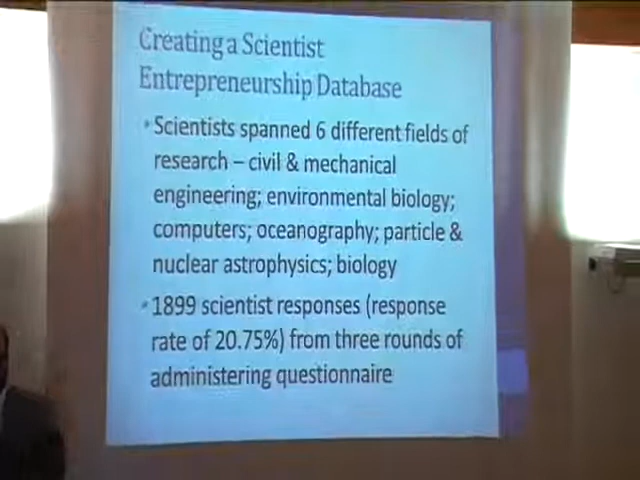 Creating a Scientist
Entrepreneurship Database
• Scientists spanned 6 different fields of
research – civil & mechanical
engineering; environmental biology;
computers; oceanography; particle &
nuclear astrophysics; biology
• 1899 scientist responses (response
rate of 20.75%) from three rounds of
administering questionnaire